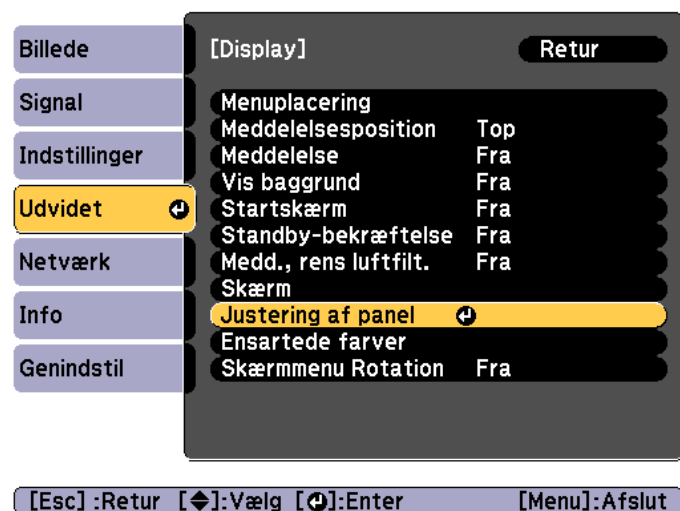 Billede
Signal
Indstillinger
Udvidet
Netværk
Info
Genindstil
[Display] Retur
Menuplacering
Meddelelsesposition Top
Meddelelse Fra
Vis baggrund Fra
Startskærm Fra
Standby-bekræftelse Fra
Medd., rens luftfilt. Fra
Skærm
Justering af panel
Ensartede farver
Skærmmenu Rotation Fra
[Esc] :Retur [◆]:Vælg [⏎]:Enter [Menu]:Afslut